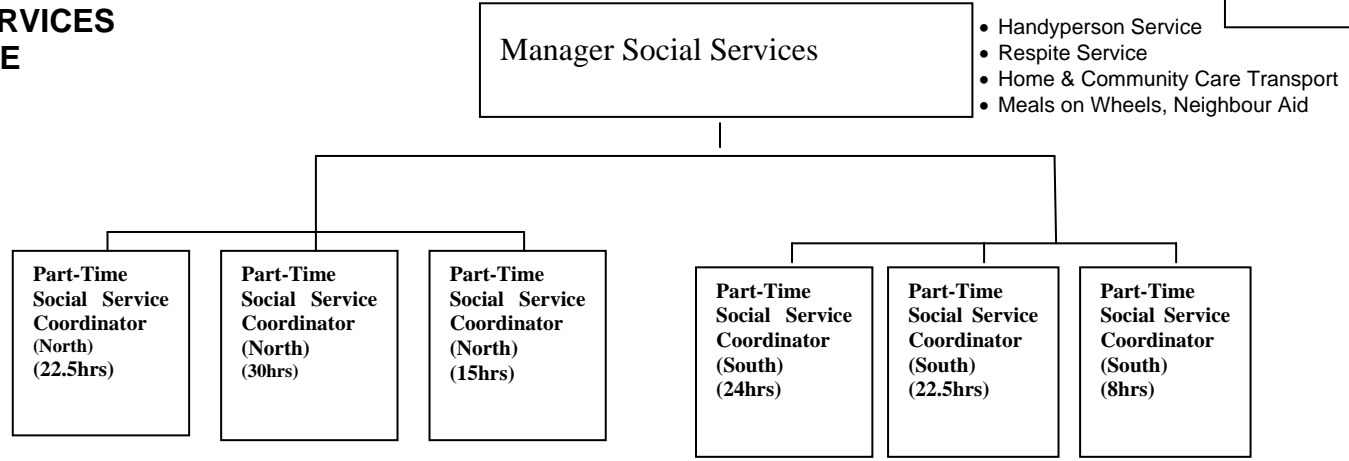 RVICES
E
Manager Social Services
• Handyperson Service
• Respite Service
• Home & Community Care Transport
• Meals on Wheels, Neighbour Aid
Part-Time
Social Service
Coordinator
(North)
(22.5hrs)
Part-Time
Social Service
Coordinator
(North)
(30hrs)
Part-Time
Social Service
Coordinator
(North)
(15hrs)
Part-Time
Social Service
Coordinator
(South)
(24hrs)
Part-Time
Social Service
Coordinator
(South)
(22.5hrs)
Part-Time
Social Service
Coordinator
(South)
(8hrs)